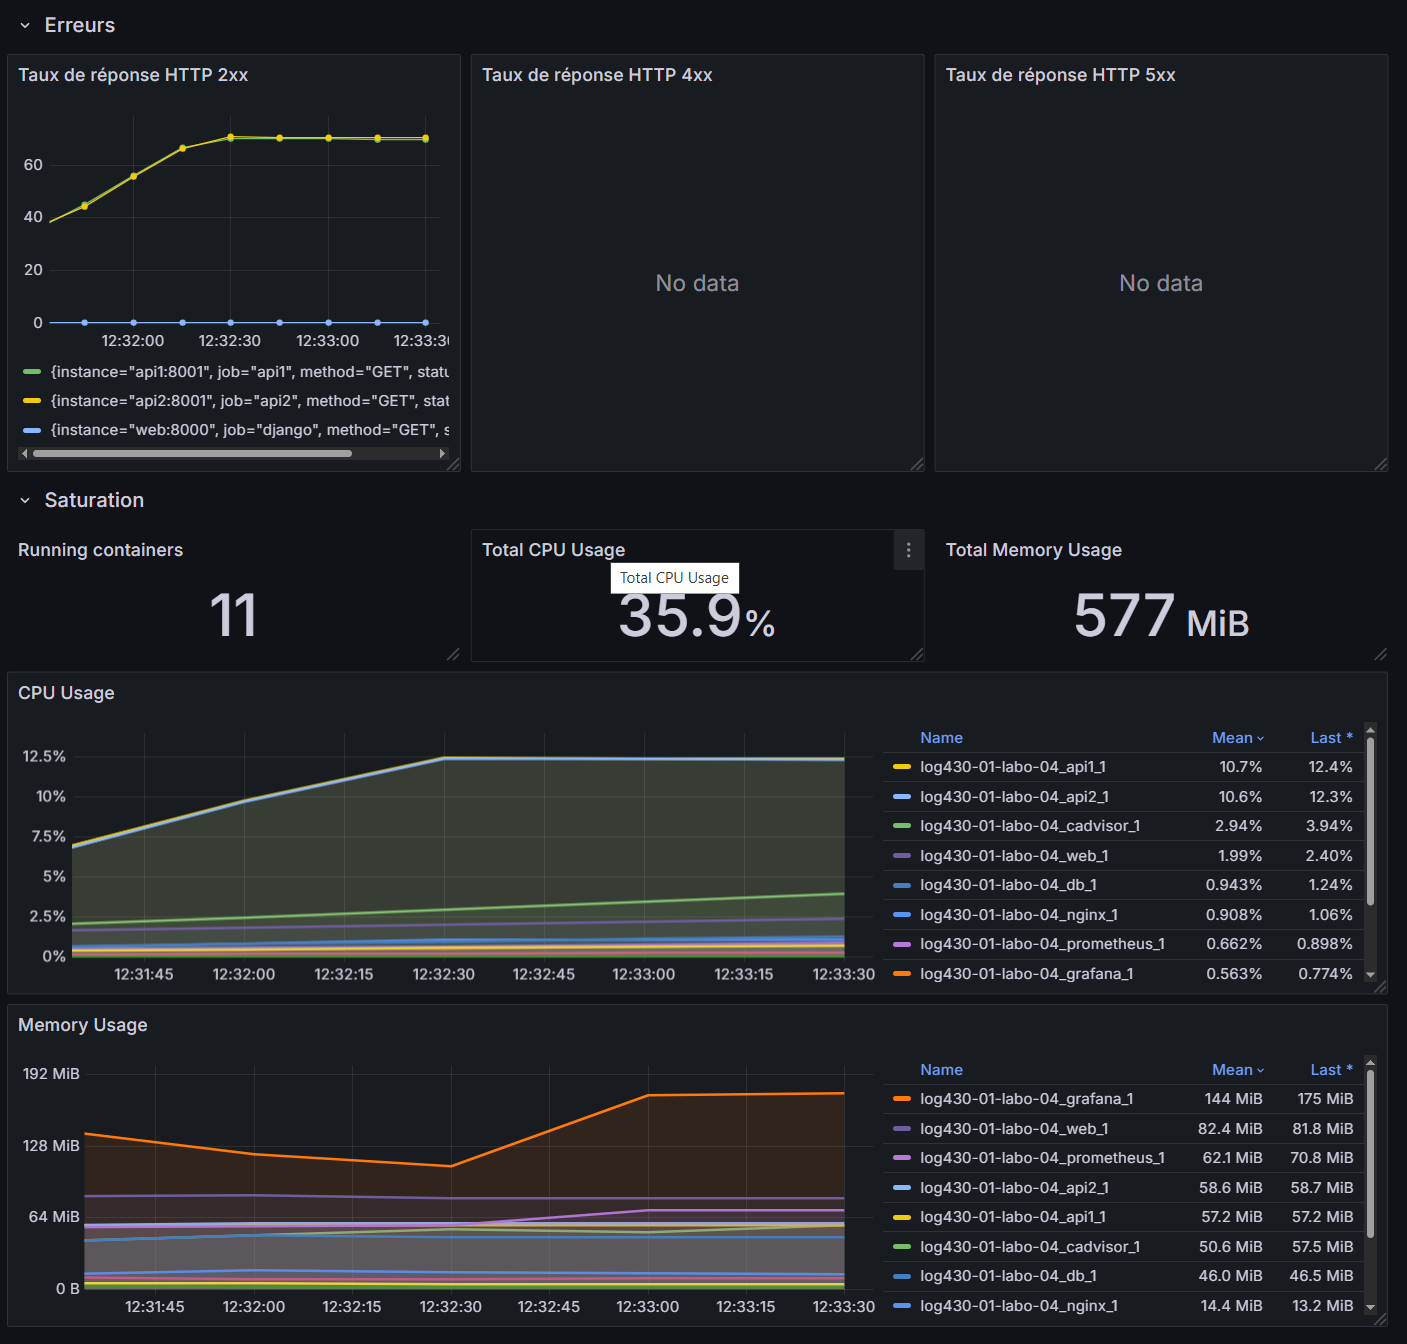 Erreurs
Taux de réponse HTTP 2xx
60
40
20
0
12:32:00 12:32:30 12:33:00 12:33:3
{instance="api1:8001", job="api1", method="GET", statu
{instance="api2:8001", job="api2", method="GET", stat
{instance="web:8000", job="django", method="GET", s
Taux de réponse HTTP 4xx
No data
Taux de réponse HTTP 5xx
No data
Saturation
Running containers
11
Total CPU Usage
Total CPU Usage
35.9%
Total Memory Usage
577 MiB
CPU Usage
12.5%
10%
7.5%
5%
2.5%
0%
12:31:45 12:32:00 12:32:15 12:32:30 12:32:45 12:33:00 12:33:15 12:33:30
Name Mean Last *
log430-01-labo-04_api1_1 10.7% 12.4%
log430-01-labo-04_api2_1 10.6% 12.3%
log430-01-labo-04_cadvisor_1 2.94% 3.94%
log430-01-labo-04_web_1 1.99% 2.40%
log430-01-labo-04_db_1 0.943% 1.24%
log430-01-labo-04_nginx_1 0.908% 1.06%
log430-01-labo-04_prometheus_1 0.662% 0.898%
log430-01-labo-04_grafana_1 0.563% 0.774%
Memory Usage
192 MiB
128 MiB
64 MiB
0 B
12:31:45 12:32:00 12:32:15 12:32:30 12:32:45 12:33:00 12:33:15 12:33:30
Name Mean Last *
log430-01-labo-04_grafana_1 144 MiB 175 MiB
log430-01-labo-04_web_1 82.4 MiB 81.8 MiB
log430-01-labo-04_prometheus_1 62.1 MiB 70.8 MiB
log430-01-labo-04_api2_1 58.6 MiB 58.7 MiB
log430-01-labo-04_api1_1 57.2 MiB 57.2 MiB
log430-01-labo-04_cadvisor_1 50.6 MiB 57.5 MiB
log430-01-labo-04_db_1 46.0 MiB 46.5 MiB
log430-01-labo-04_nginx_1 14.4 MiB 13.2 MiB